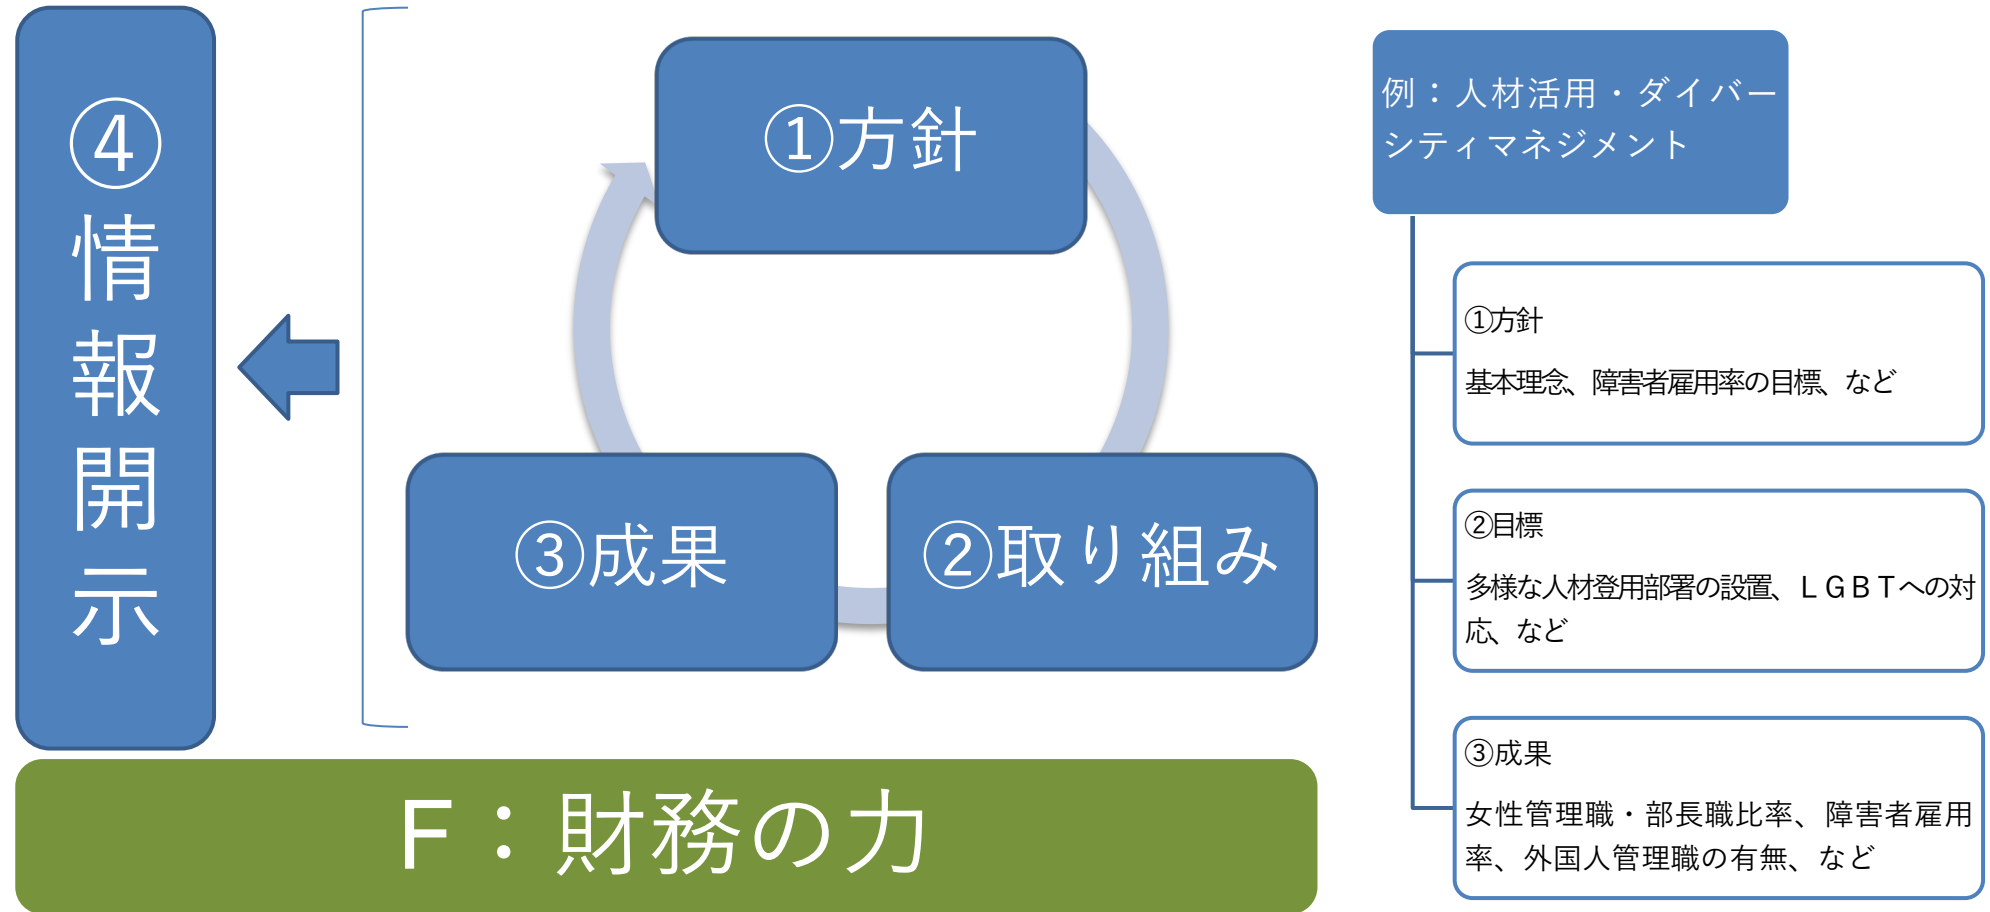 ④情報開示
①方針
③成果
②取り組み
F：財務の力
例：人材活用・ダイバー
シティマネジメント
①方針
基本理念、障害者雇用率の目標、など
②目標
多様な人材登用部署の設置、ＬＧＢＴへの対
応、など
③成果
女性管理職・部長職比率、障害者雇用
率、外国人管理職の有無、など